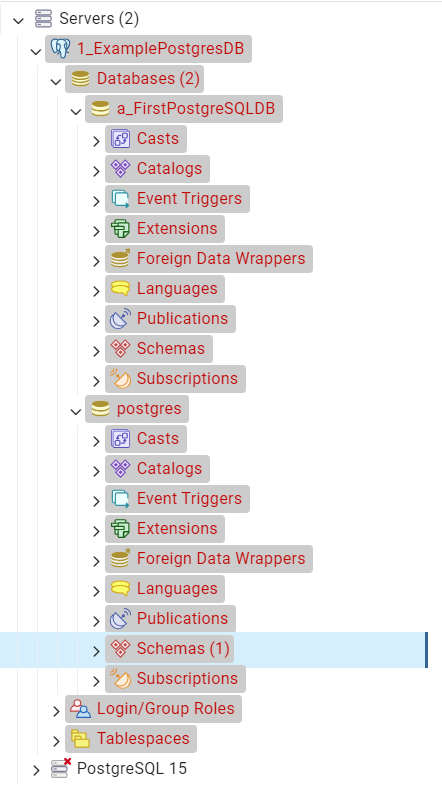 Servers (2)
1_ExamplePostgresDB
Databases (2)
a_FirstPostgreSQLDB
Casts
Catalogs
Event Triggers
Extensions
Foreign Data Wrappers
Languages
Publications
Schemas
Subscriptions
postgres
Casts
Catalogs
Event Triggers
Extensions
Foreign Data Wrappers
Languages
Publications
Schemas (1)
Subscriptions
Login/Group Roles
Tablespaces
PostgreSQL 15